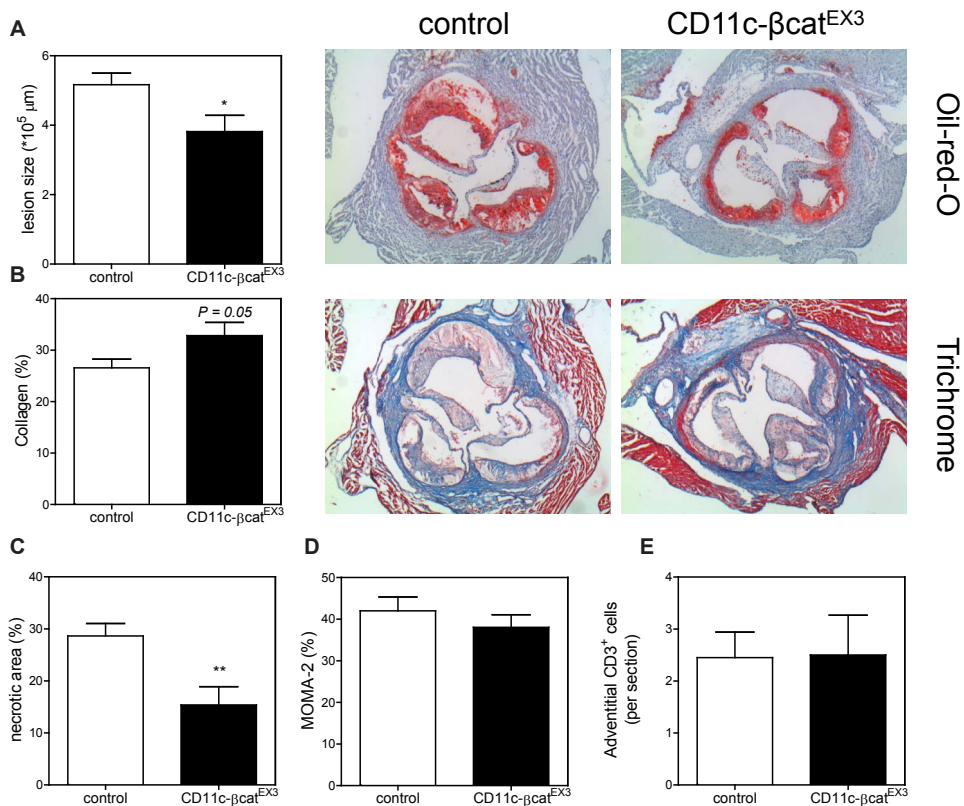 control
CD11c-βcat^EX3
A
6
4
2
0
lesion size (*10^5 μm)
*
control
CD11c-βcat^EX3
Oil-red-O
B
40
30
20
10
0
Collagen (%)
P = 0.05
control
CD11c-βcat^EX3
Trichrome
C
40
30
20
10
0
necrotic area (%)
**
control
CD11c-βcat^EX3
D
50
40
30
20
10
0
MOMA-2 (%)
control
CD11c-βcat^EX3
E
4
3
2
1
0
Adventitial CD3⁺ cells
(per section)
control
CD11c-βcat^EX3